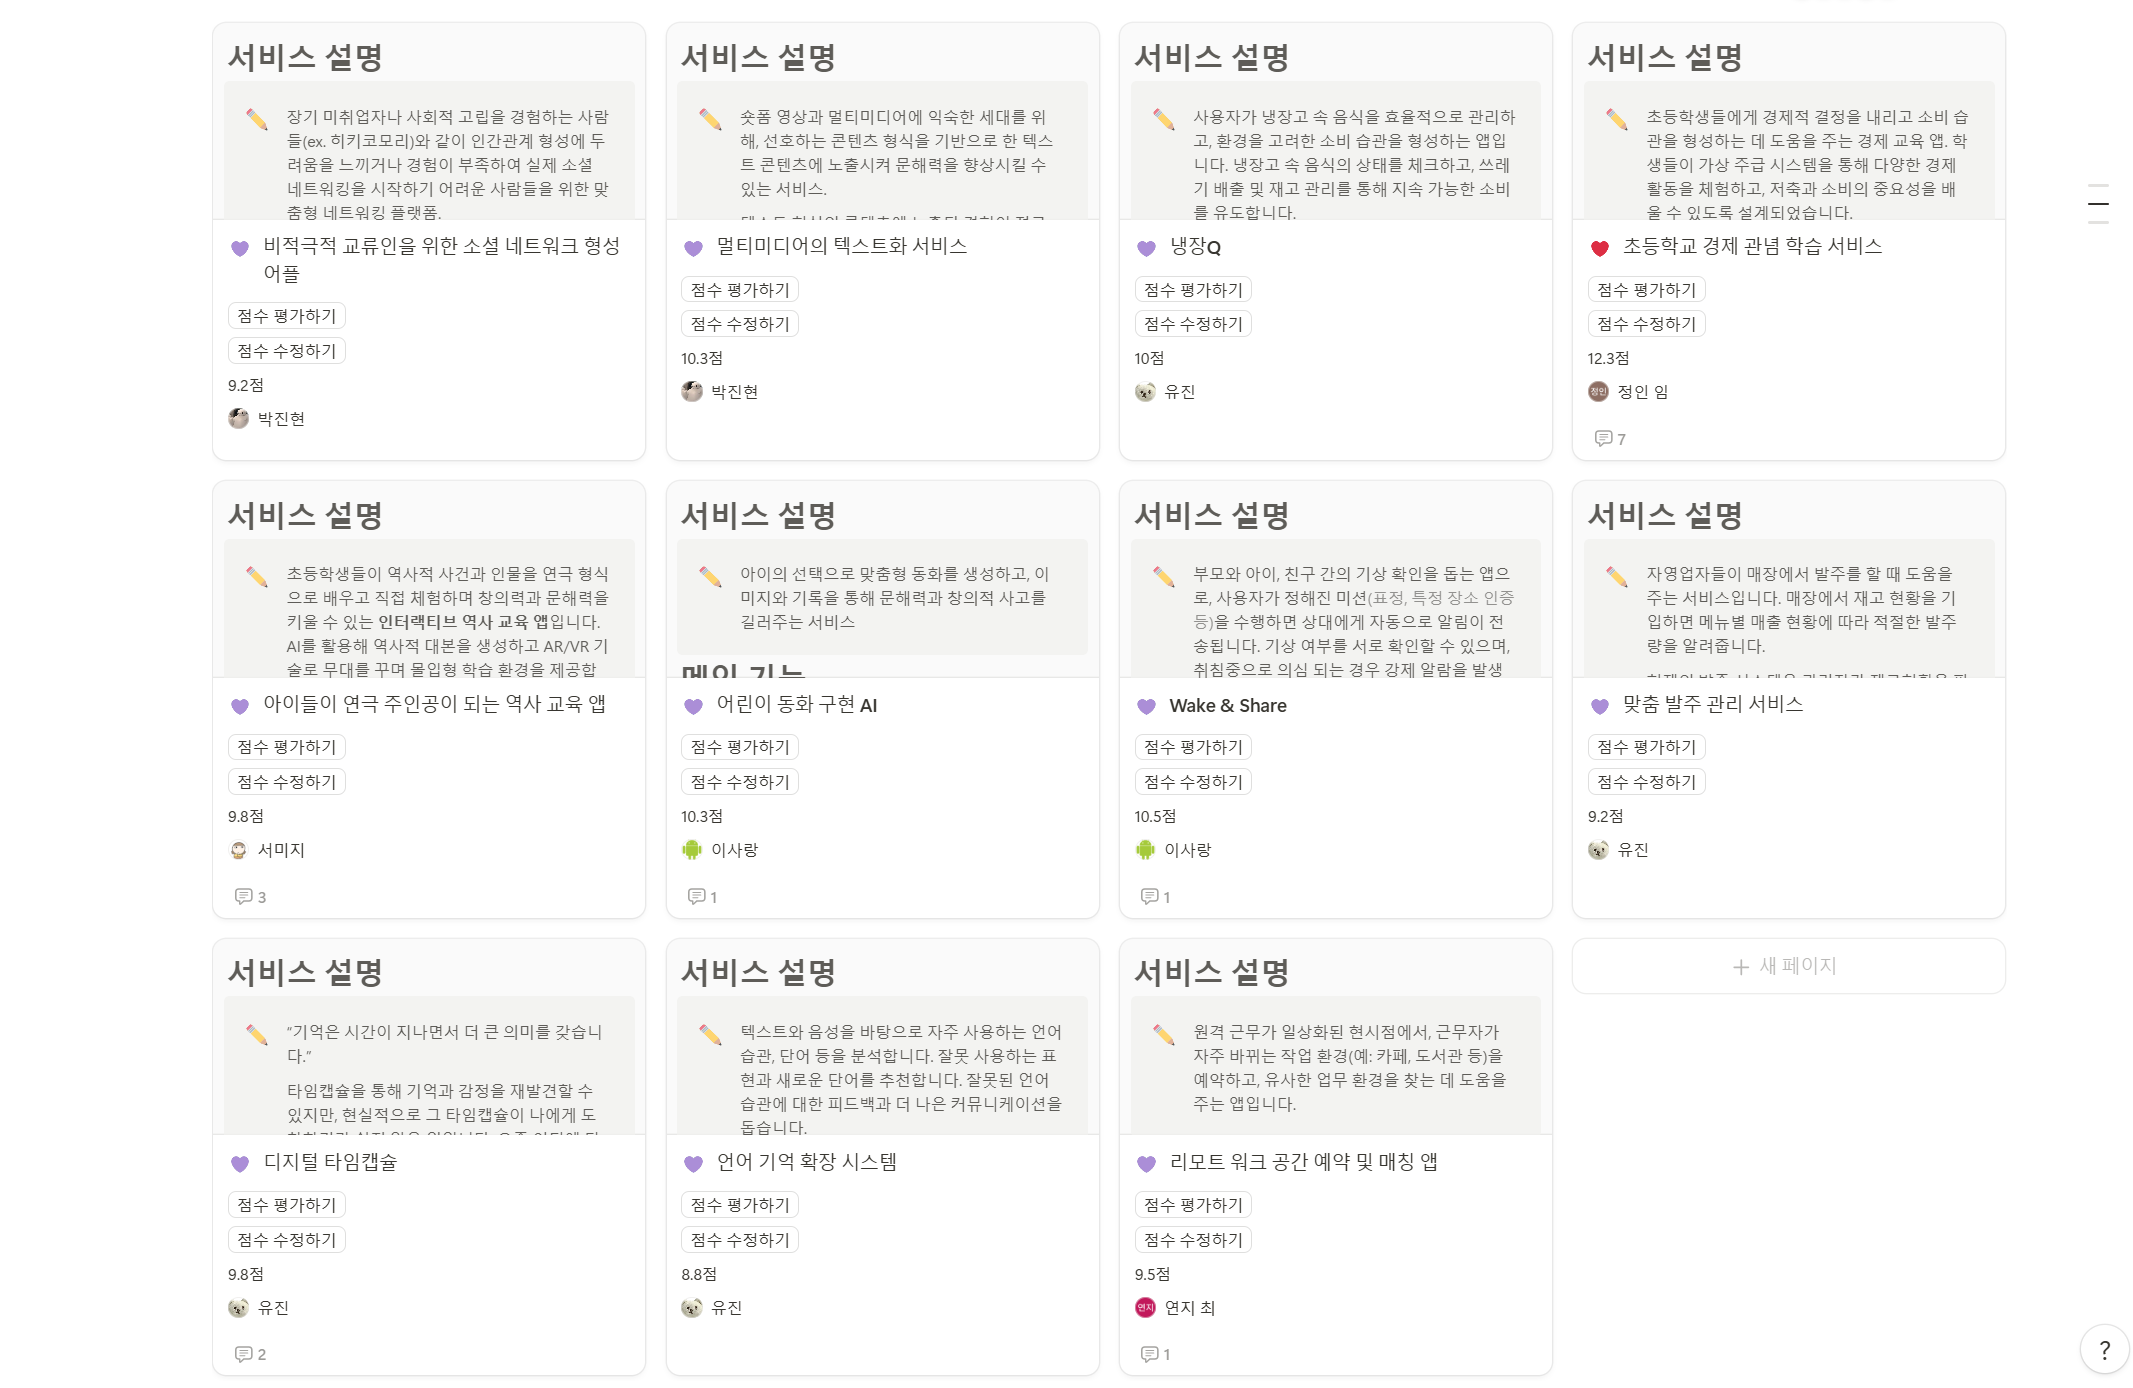 서비스 설명
장기 미취업자나 사회적 고립을 경험하는 사람
들(ex. 히키코모리)와 같이 인간관계 형성에 두
려움을 느끼거나 경험이 부족하여 실제 소셜
네트워킹을 시작하기 어려운 사람들을 위한 맞
춤형 네트워킹 플랫폼.
비적극적 교류인을 위한 소셜 네트워크 형성
어플
점수 평가하기
점수 수정하기
9.2점
박진현
서비스 설명
숏폼 영상과 멀티미디어에 익숙한 세대를 위
해, 선호하는 콘텐츠 형식을 기반으로 한 텍스
트 콘텐츠에 노출시켜 문해력을 향상시킬 수
있는 서비스.
멀티미디어의 텍스트화 서비스
점수 평가하기
점수 수정하기
10.3점
박진현
서비스 설명
사용자가 냉장고 속 음식을 효율적으로 관리하
고, 환경을 고려한 소비 습관을 형성하는 앱입
니다. 냉장고 속 음식의 상태를 체크하고, 쓰레
기 배출 및 재고 관리를 통해 지속 가능한 소비
를 유도합니다.
냉장Q
점수 평가하기
점수 수정하기
10점
유진
서비스 설명
초등학생들에게 경제적 결정을 내리고 소비 습
관을 형성하는 데 도움을 주는 경제 교육 앱. 학
생들이 가상 주급 시스템을 통해 다양한 경제
활동을 체험하고, 저축과 소비의 중요성을 배
울 수 있도록 설계되었습니다.
초등학교 경제 관념 학습 서비스
점수 평가하기
점수 수정하기
12.3점
정인 정인 임
7
서비스 설명
초등학생들이 역사적 사건과 인물을 연극 형식
으로 배우고 직접 체험하며 창의력과 문해력을
키울 수 있는 인터랙티브 역사 교육 앱입니다.
AI를 활용해 역사적 대본을 생성하고 AR/VR 기
술로 무대를 꾸며 몰입형 학습 환경을 제공합
아이들이 연극 주인공이 되는 역사 교육 앱
점수 평가하기
점수 수정하기
9.8점
서미지
3
서비스 설명
아이의 선택으로 맞춤형 동화를 생성하고, 이
미지와 기록을 통해 문해력과 창의적 사고를
길러주는 서비스
메인 기능
어린이 동화 구현 AI
점수 평가하기
점수 수정하기
10.3점
이사랑
1
서비스 설명
부모와 아이, 친구 간의 기상 확인을 돕는 앱으
로, 사용자가 정해진 미션(표정, 특정 장소 인증
등)을 수행하면 상대에게 자동으로 알림이 전
송됩니다. 기상 여부를 서로 확인할 수 있으며,
취침중으로 의심 되는 경우 강제 알람을 발생
Wake & Share
점수 평가하기
점수 수정하기
10.5점
이사랑
1
서비스 설명
자영업자들이 매장에서 발주를 할 때 도움을
주는 서비스입니다. 매장에서 재고 현황을 기
입하면 메뉴별 매출 현황에 따라 적절한 발주
량을 알려줍니다.
맞춤 발주 관리 서비스
점수 평가하기
점수 수정하기
9.2점
유진
서비스 설명
“기억은 시간이 지나면서 더 큰 의미를 갖습니
다.”
타임캡슐을 통해 기억과 감정을 재발견할 수
있지만, 현실적으로 그 타임캡슐이 나에게 도
디지털 타임캡슐
점수 평가하기
점수 수정하기
9.8점
유진
2
서비스 설명
텍스트와 음성을 바탕으로 자주 사용하는 언어
습관, 단어 등을 분석합니다. 잘못 사용하는 표
현과 새로운 단어를 추천합니다. 잘못된 언어
습관에 대한 피드백과 더 나은 커뮤니케이션을
돕습니다.
언어 기억 확장 시스템
점수 평가하기
점수 수정하기
8.8점
유진
서비스 설명
원격 근무가 일상화된 현시점에서, 근무자가
자주 바뀌는 작업 환경(예: 카페, 도서관 등)을
예약하고, 유사한 업무 환경을 찾는 데 도움을
주는 앱입니다.
리모트 워크 공간 예약 및 매칭 앱
점수 평가하기
점수 수정하기
9.5점
연지 연지 최
1
+ 새 페이지
?